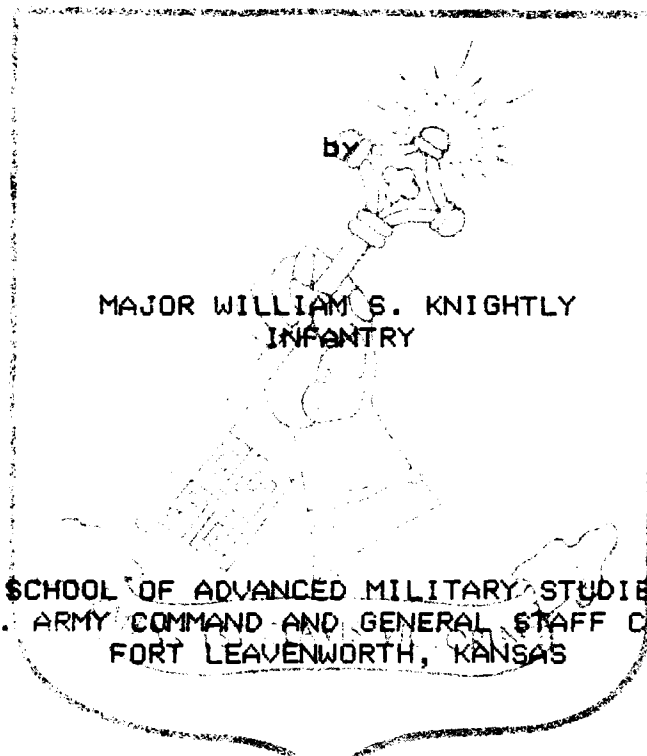 by
MAJOR WILLIAM S. KNIGHTLY
INFANTRY
SCHOOL OF ADVANCED MILITARY STUDIE
. ARMY COMMAND AND GENERAL STAFF C
FORT LEAVENWORTH, KANSAS